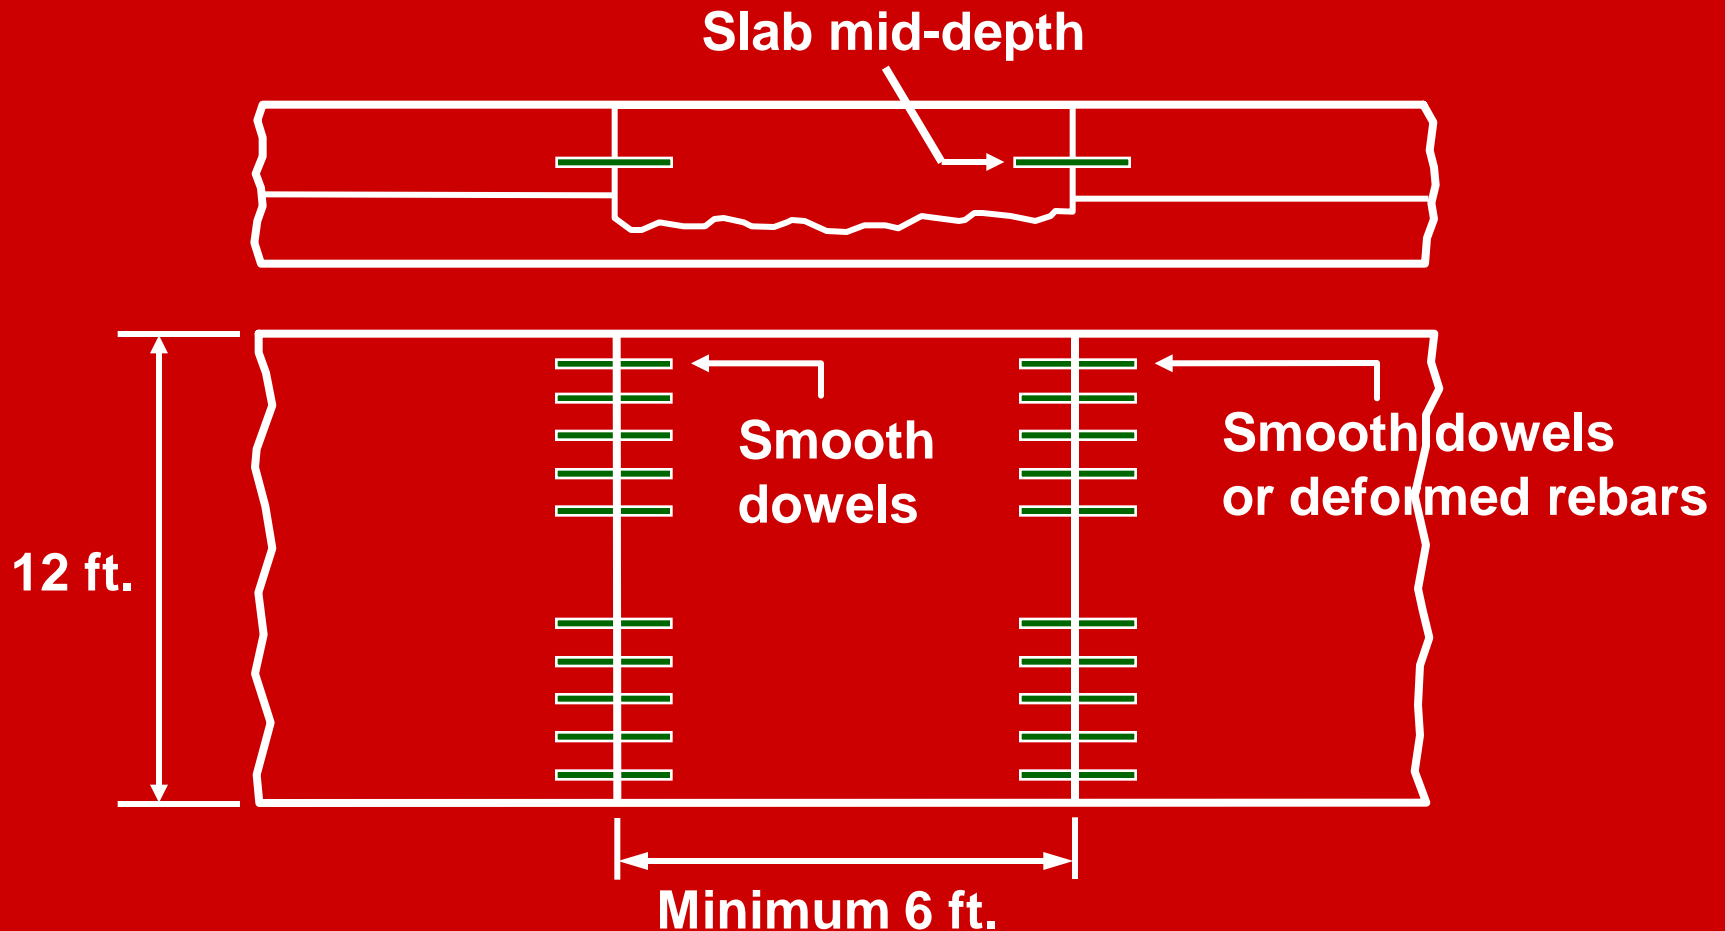 Slab mid-depth
Smooth
dowels
Smooth dowels
or deformed rebars
12 ft.
Minimum 6 ft.